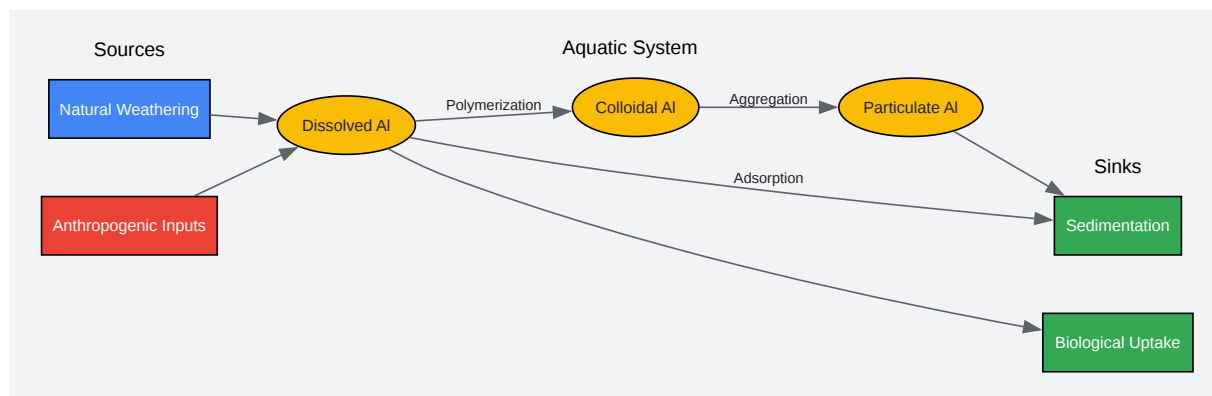 Sources
Natural Weathering
Anthropogenic Inputs
Aquatic System
Dissolved Al
Polymerization
Colloidal Al
Aggregation
Particulate Al
Adsorption
Sinks
Sedimentation
Biological Uptake